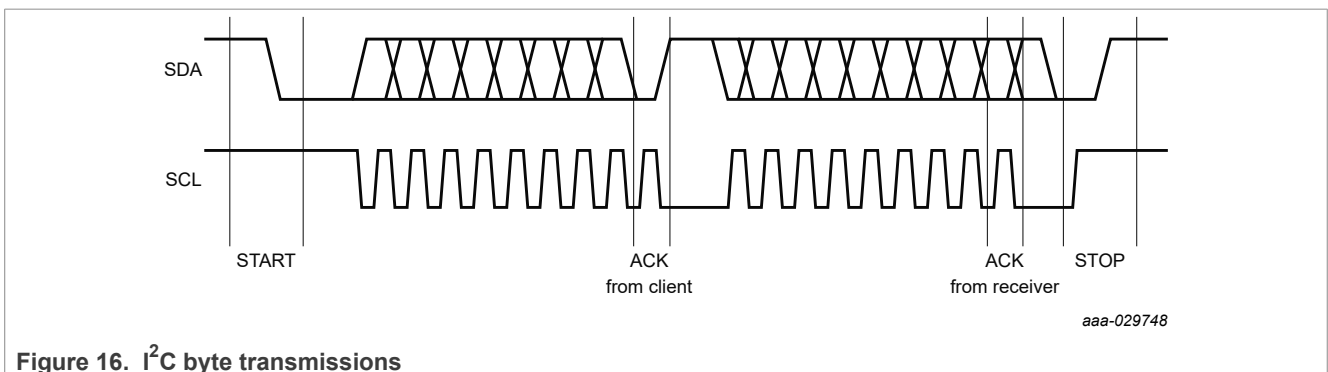 SDA
SCL
START
ACK
from client
ACK
from receiver
STOP
aaa-029748
Figure 16. I²C byte transmissions